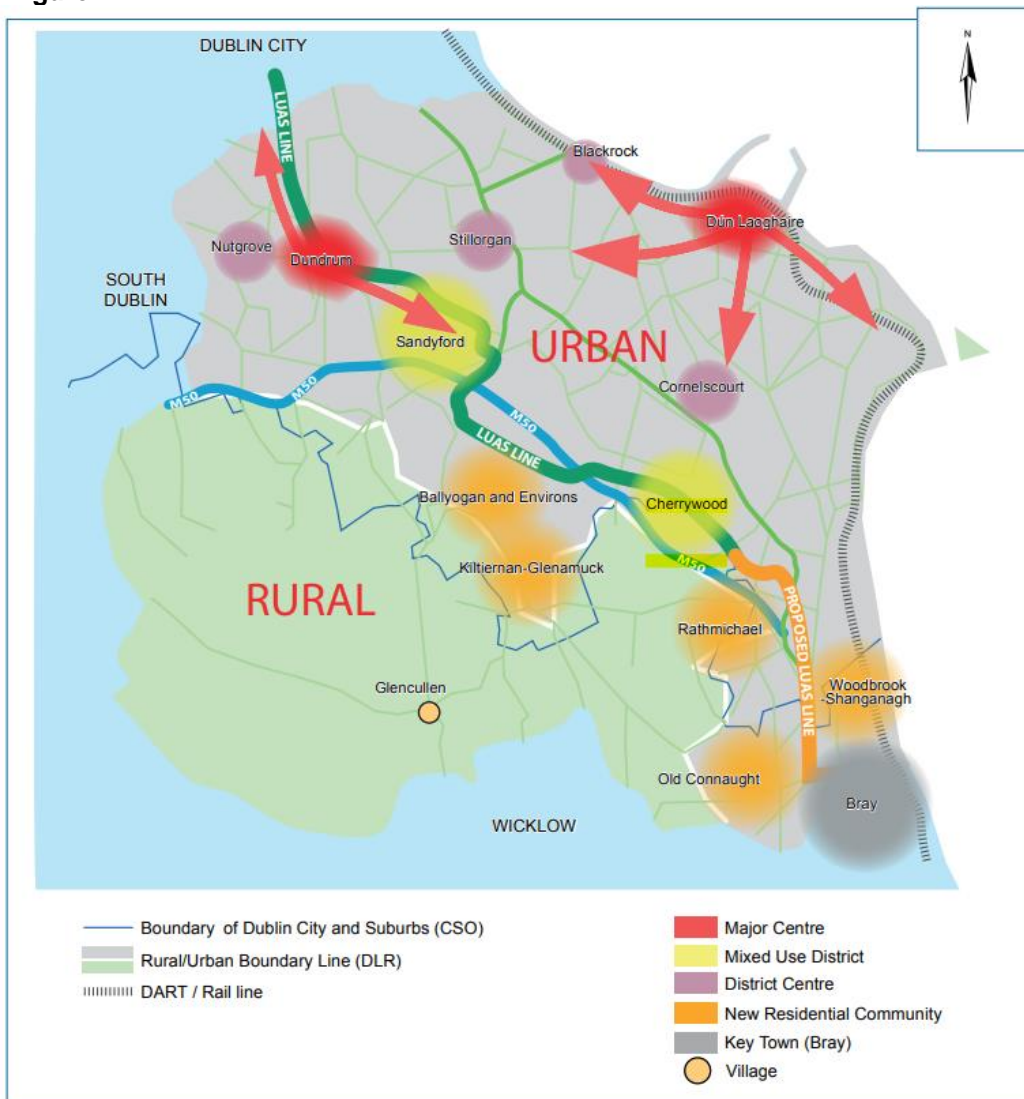 DUBLIN CITY
N
LUAS LINE
Blackrock
Dún Laoghaire
Nutgrove
Stillorgan
Dundrum
SOUTH
DUBLIN
Sandyford
URBAN
M50
M50
Cornelscourt
M50
LUAS LINE
Ballyogan and Environs
Cherrywood
Kiltiernan-Glenamuck
M50
RURAL
PROPOSED LUAS LINE
Rathmichael
Glencullen
Woodbrook
-Shanganagh
Old Connaught
Bray
WICKLOW
Boundary of Dublin City and Suburbs (CSO)
Rural/Urban Boundary Line (DLR)
DART / Rail line
Major Centre
Mixed Use District
District Centre
New Residential Community
Key Town (Bray)
Village